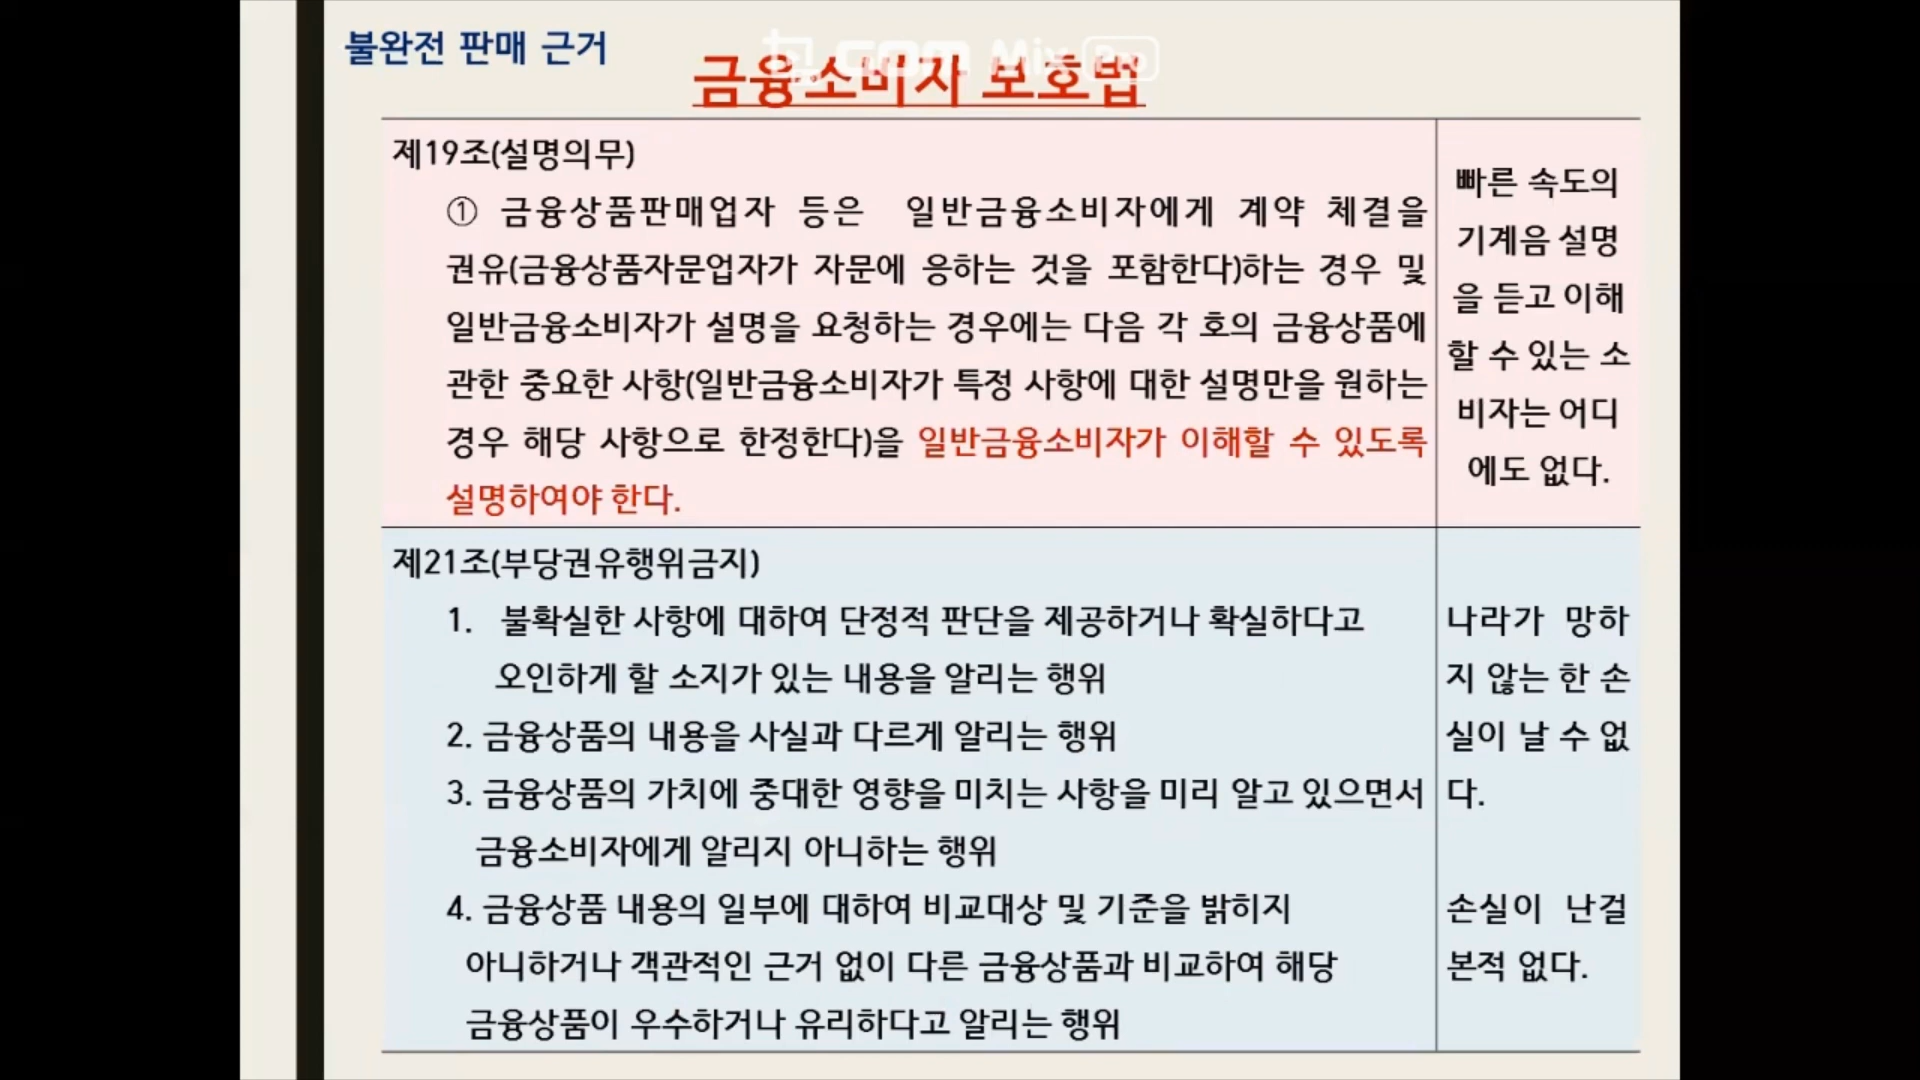 불완전 판매 근거
GOM Mix Pro
금융소비자 보호법
제19조(설명의무)
① 금융상품판매업자 등은 일반금융소비자에게 계약 체결을
권유(금융상품자문업자가 자문에 응하는 것을 포함한다)하는 경우 및
일반금융소비자가 설명을 요청하는 경우에는 다음 각 호의 금융상품에
관한 중요한 사항(일반금융소비자가 특정 사항에 대한 설명만을 원하는
경우 해당 사항으로 한정한다)을 일반금융소비자가 이해할 수 있도록
설명하여야 한다.
빠른 속도의
기계음 설명
을 듣고 이해
할 수 있는 소
비자는 어디
에도 없다.
제21조(부당권유행위금지)
1. 불확실한 사항에 대하여 단정적 판단을 제공하거나 확실하다고
오인하게 할 소지가 있는 내용을 알리는 행위
2. 금융상품의 내용을 사실과 다르게 알리는 행위
3. 금융상품의 가치에 중대한 영향을 미치는 사항을 미리 알고 있으면서
금융소비자에게 알리지 아니하는 행위
4. 금융상품 내용의 일부에 대하여 비교대상 및 기준을 밝히지
아니하거나 객관적인 근거 없이 다른 금융상품과 비교하여 해당
금융상품이 우수하거나 유리하다고 알리는 행위
나라가 망하
지 않는 한 손
실이 날 수 없
다.
손실이 난걸
본적 없다.